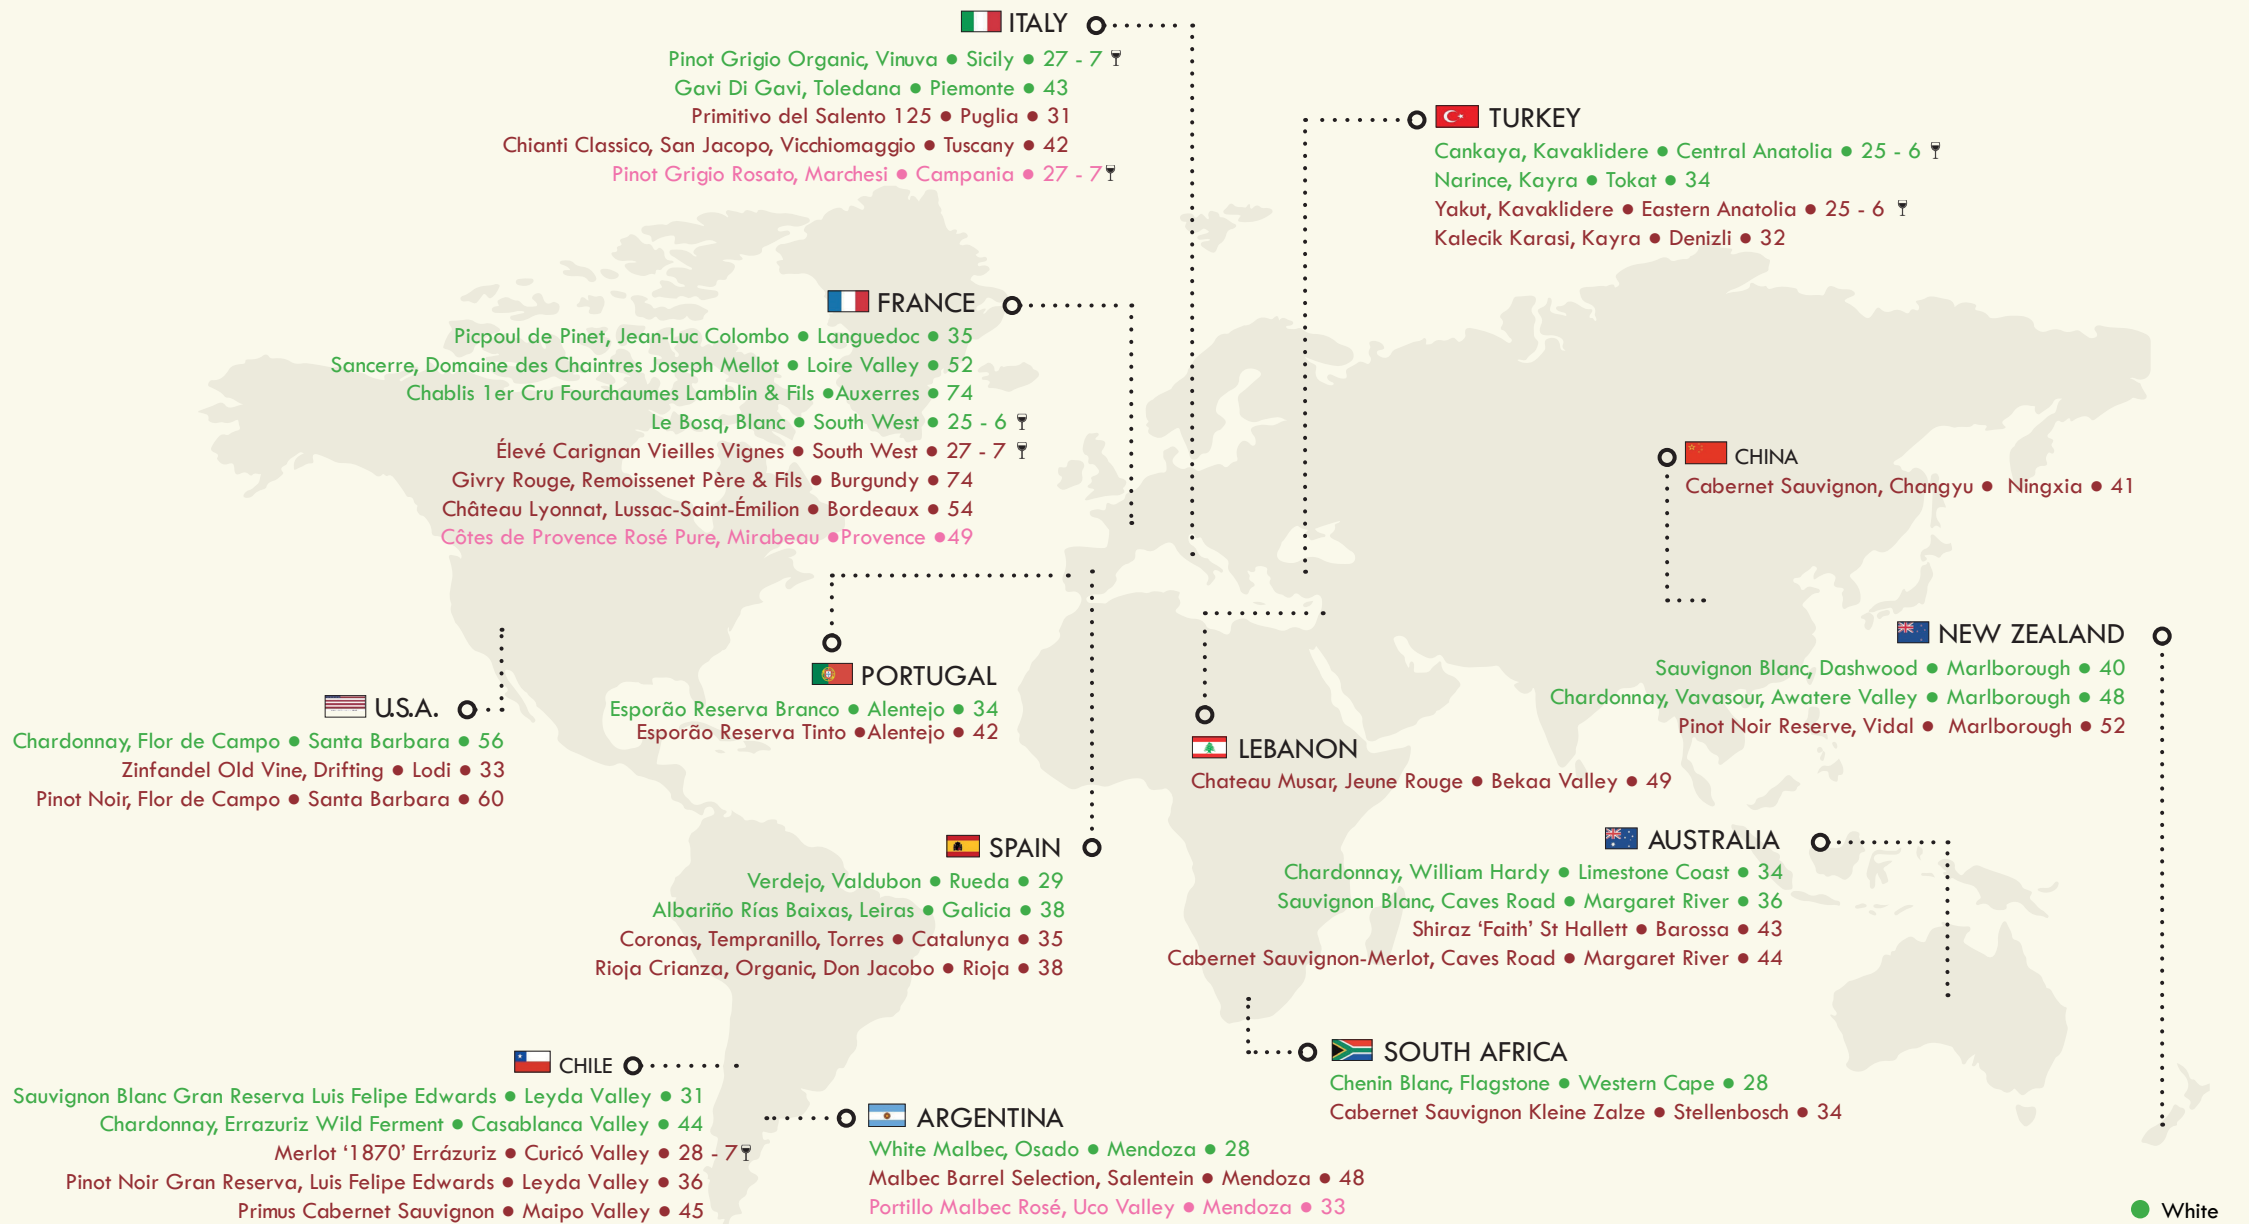 ITALY
Pinot Grigio Organic, Vinuva ● Sicily ● 27 - 7
Gavi Di Gavi, Toledana ● Piemonte ● 43
Primitivo del Salento 125 ● Puglia ● 31
Chianti Classico, San Jacopo, Vicchiomaggio ● Tuscany ● 42
Pinot Grigio Rosato, Marchesi ● Campania ● 27 - 7
TURKEY
Cankaya, Kavaklidere ● Central Anatolia ● 25 - 6
Narince, Kayra ● Tokat ● 34
Yakut, Kavaklidere ● Eastern Anatolia ● 25 - 6
Kalecik Karasi, Kayra ● Denizli ● 32
FRANCE
Picpoul de Pinet, Jean-Luc Colombo ● Languedoc ● 35
Sancerre, Domaine des Chaintres Joseph Mellot ● Loire Valley ● 52
Chablis 1er Cru Fourchaumes Lamblin & Fils ●Auxerres ● 74
Le Bosq, Blanc ● South West ● 25 - 6
Élevé Carignan Vieilles Vignes ● South West ● 27 - 7
Givry Rouge, Remoissenet Père & Fils ● Burgundy ● 74
Château Lyonnat, Lussac-Saint-Émilion ● Bordeaux ● 54
Côtes de Provence Rosé Pure, Mirabeau ●Provence ●49
CHINA
Cabernet Sauvignon, Changyu ● Ningxia ● 41
NEW ZEALAND
Sauvignon Blanc, Dashwood ● Marlborough ● 40
Chardonnay, Vavasour, Awatere Valley ● Marlborough ● 48
Pinot Noir Reserve, Vidal ● Marlborough ● 52
PORTUGAL
Esporão Reserva Branco ● Alentejo ● 34
Esporão Reserva Tinto ●Alentejo ● 42
U.S.A.
Chardonnay, Flor de Campo ● Santa Barbara ● 56
Zinfandel Old Vine, Drifting ● Lodi ● 33
Pinot Noir, Flor de Campo ● Santa Barbara ● 60
LEBANON
Chateau Musar, Jeune Rouge ● Bekaa Valley ● 49
SPAIN
Verdejo, Valdubon ● Rueda ● 29
Albariño Rías Baixas, Leiras ● Galicia ● 38
Coronas, Tempranillo, Torres ● Catalunya ● 35
Rioja Crianza, Organic, Don Jacobo ● Rioja ● 38
AUSTRALIA
Chardonnay, William Hardy ● Limestone Coast ● 34
Sauvignon Blanc, Caves Road ● Margaret River ● 36
Shiraz ‘Faith’ St Hallett ● Barossa ● 43
Cabernet Sauvignon-Merlot, Caves Road ● Margaret River ● 44
SOUTH AFRICA
Chenin Blanc, Flagstone ● Western Cape ● 28
Cabernet Sauvignon Kleine Zalze ● Stellenbosch ● 34
CHILE
Sauvignon Blanc Gran Reserva Luis Felipe Edwards ● Leyda Valley ● 31
Chardonnay, Errazuriz Wild Ferment ● Casablanca Valley ● 44
Merlot ‘1870’ Errázuriz ● Curicó Valley ● 28 - 7
Pinot Noir Gran Reserva, Luis Felipe Edwards ● Leyda Valley ● 36
Primus Cabernet Sauvignon ● Maipo Valley ● 45
ARGENTINA
White Malbec, Osado ● Mendoza ● 28
Malbec Barrel Selection, Salentein ● Mendoza ● 48
Portillo Malbec Rosé, Uco Valley ● Mendoza ● 33
● White